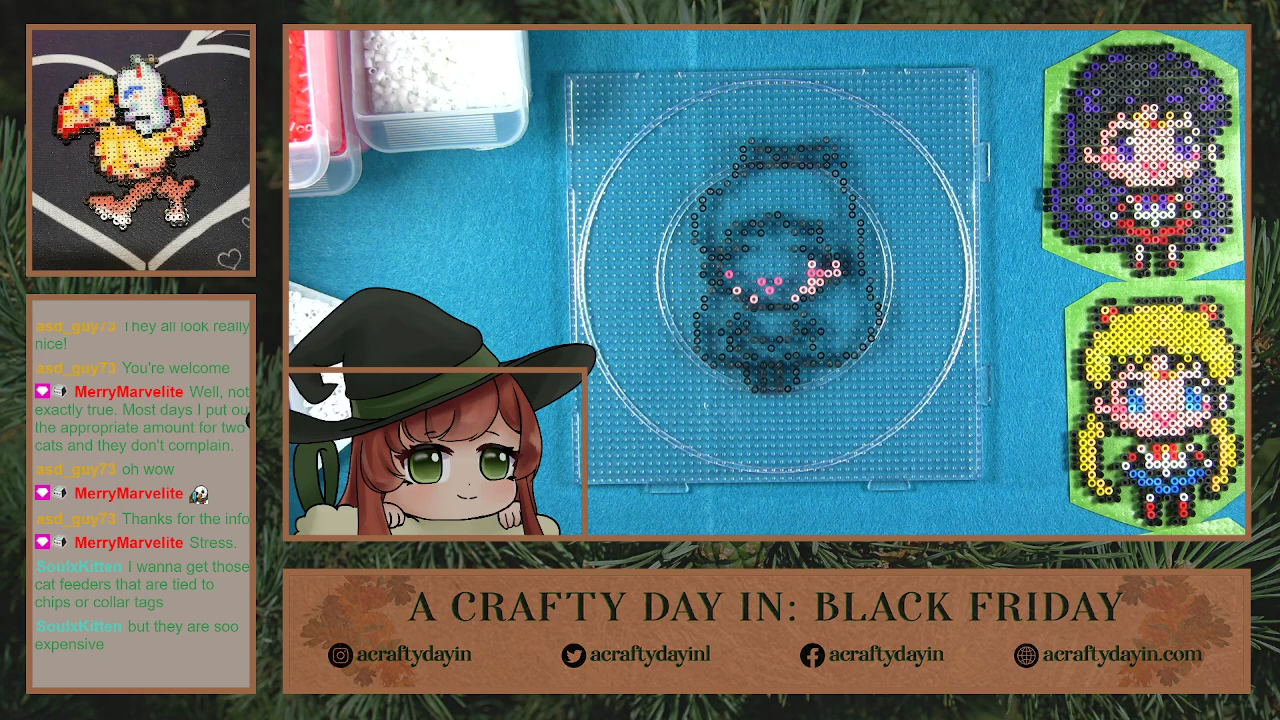 asd_guy73 They all look really
nice!
asd_guy73 You're welcome
MerryMarvelite Well, not
exactly true. Most days I put ou
the appropriate amount for two
cats and they don't complain.
asd_guy73 oh wow
MerryMarvelite
asd_guy73 Thanks for the info
MerryMarvelite Stress.
SoulxKitten I wanna get those
cat feeders that are tied to
chips or collar tags
SoulxKitten but they are soo
expensive
A CRAFTY DAY IN: BLACK FRIDAY
acraftydayin
acraftydayin1
acraftydayin
acraftydayin.com